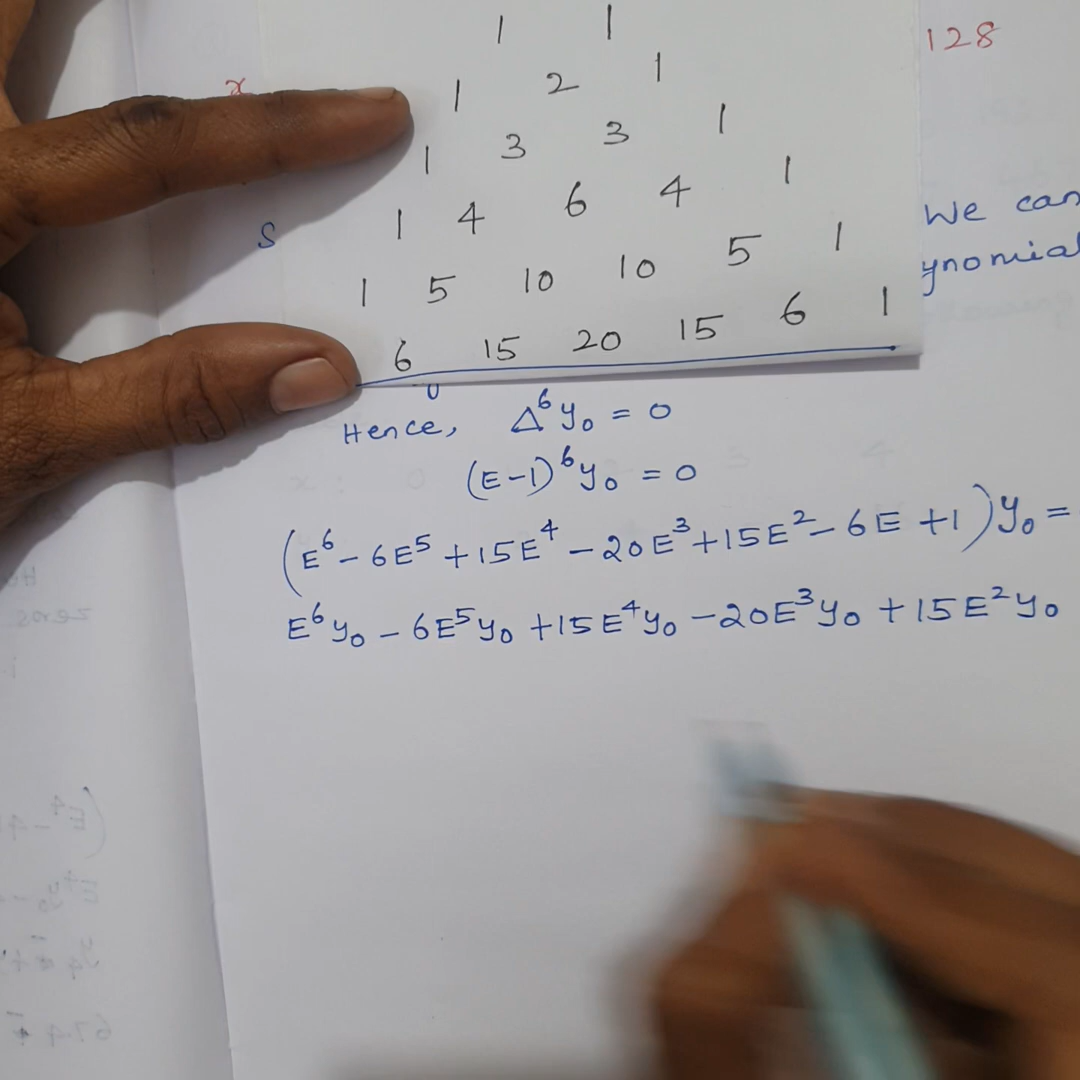 1 1
128
x
1 2 1
1 3 3 1
S
1 4 6 4 1
We can
1 5 10 10 5 1
ynomial
6 15 20 15 6 1
Hence, Δ⁶y₀ = 0
(E-1)⁶y₀ = 0
(E⁶ - 6E⁵ + 15E⁴ - 20E³ + 15E² - 6E + 1) y₀ =
E⁶y₀ - 6E⁵y₀ + 15E⁴y₀ - 20E³y₀ + 15E²y₀